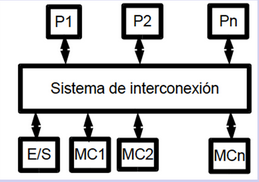 P1 P2 Pn
Sistema de interconexión
E/S MC1 MC2 MCn